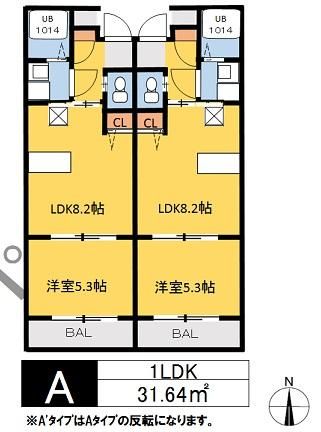 UB
1014
UB
1014
CL
CL
LDK8.2帖
LDK8.2帖
洋室5.3帖
洋室5.3帖
BAL
BAL
A
1LDK
31.64㎡
N
※A'タイプはAタイプの反転になります。